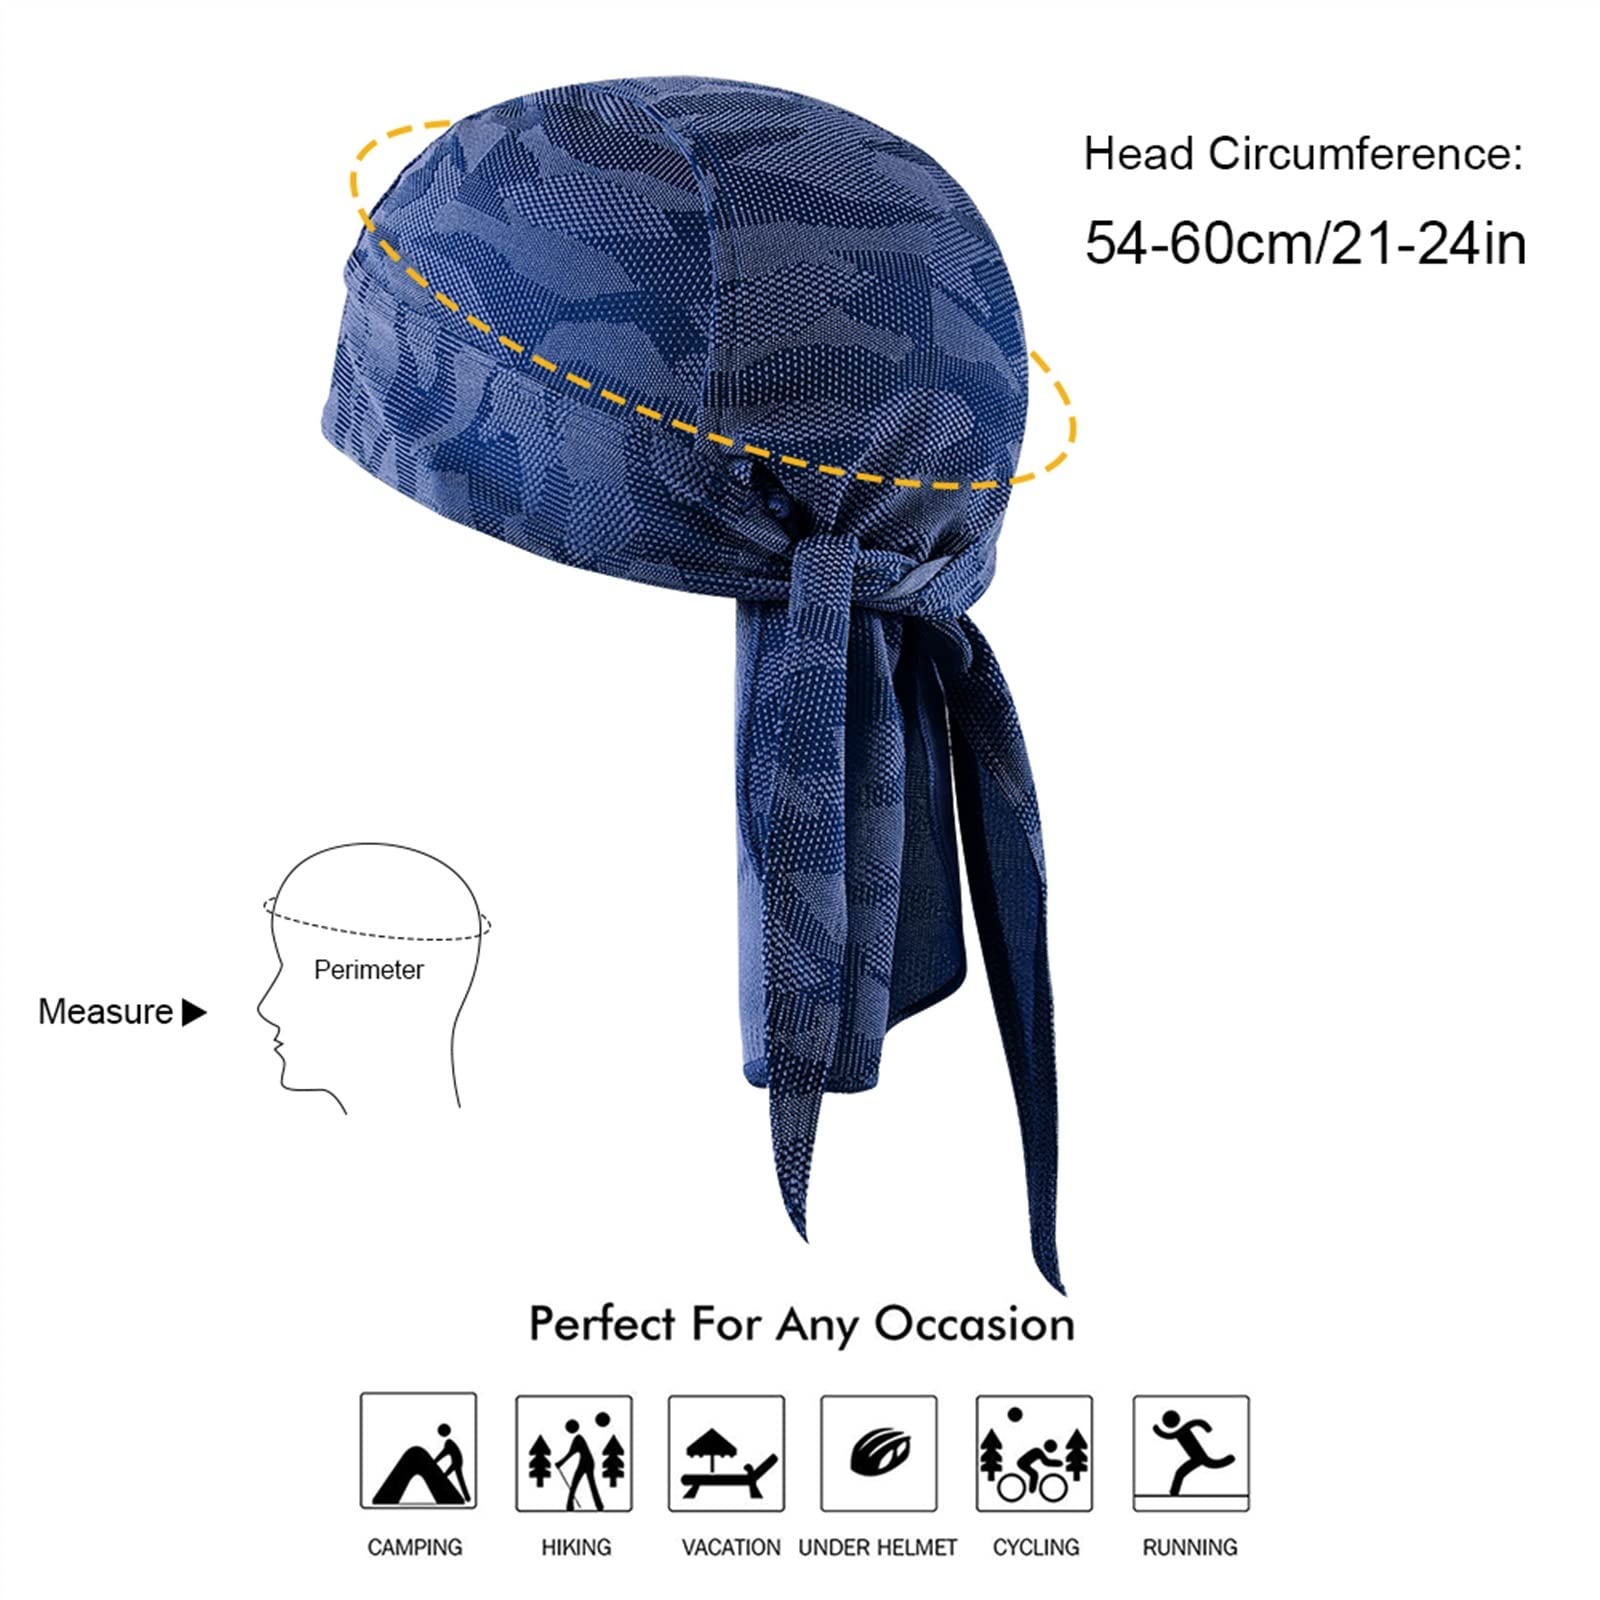 Head Circumference:
54-60cm/21-24in
Perimeter
Measure
Perfect For Any Occasion
CAMPING
HIKING
VACATION
UNDER HELMET
CYCLING
RUNNING